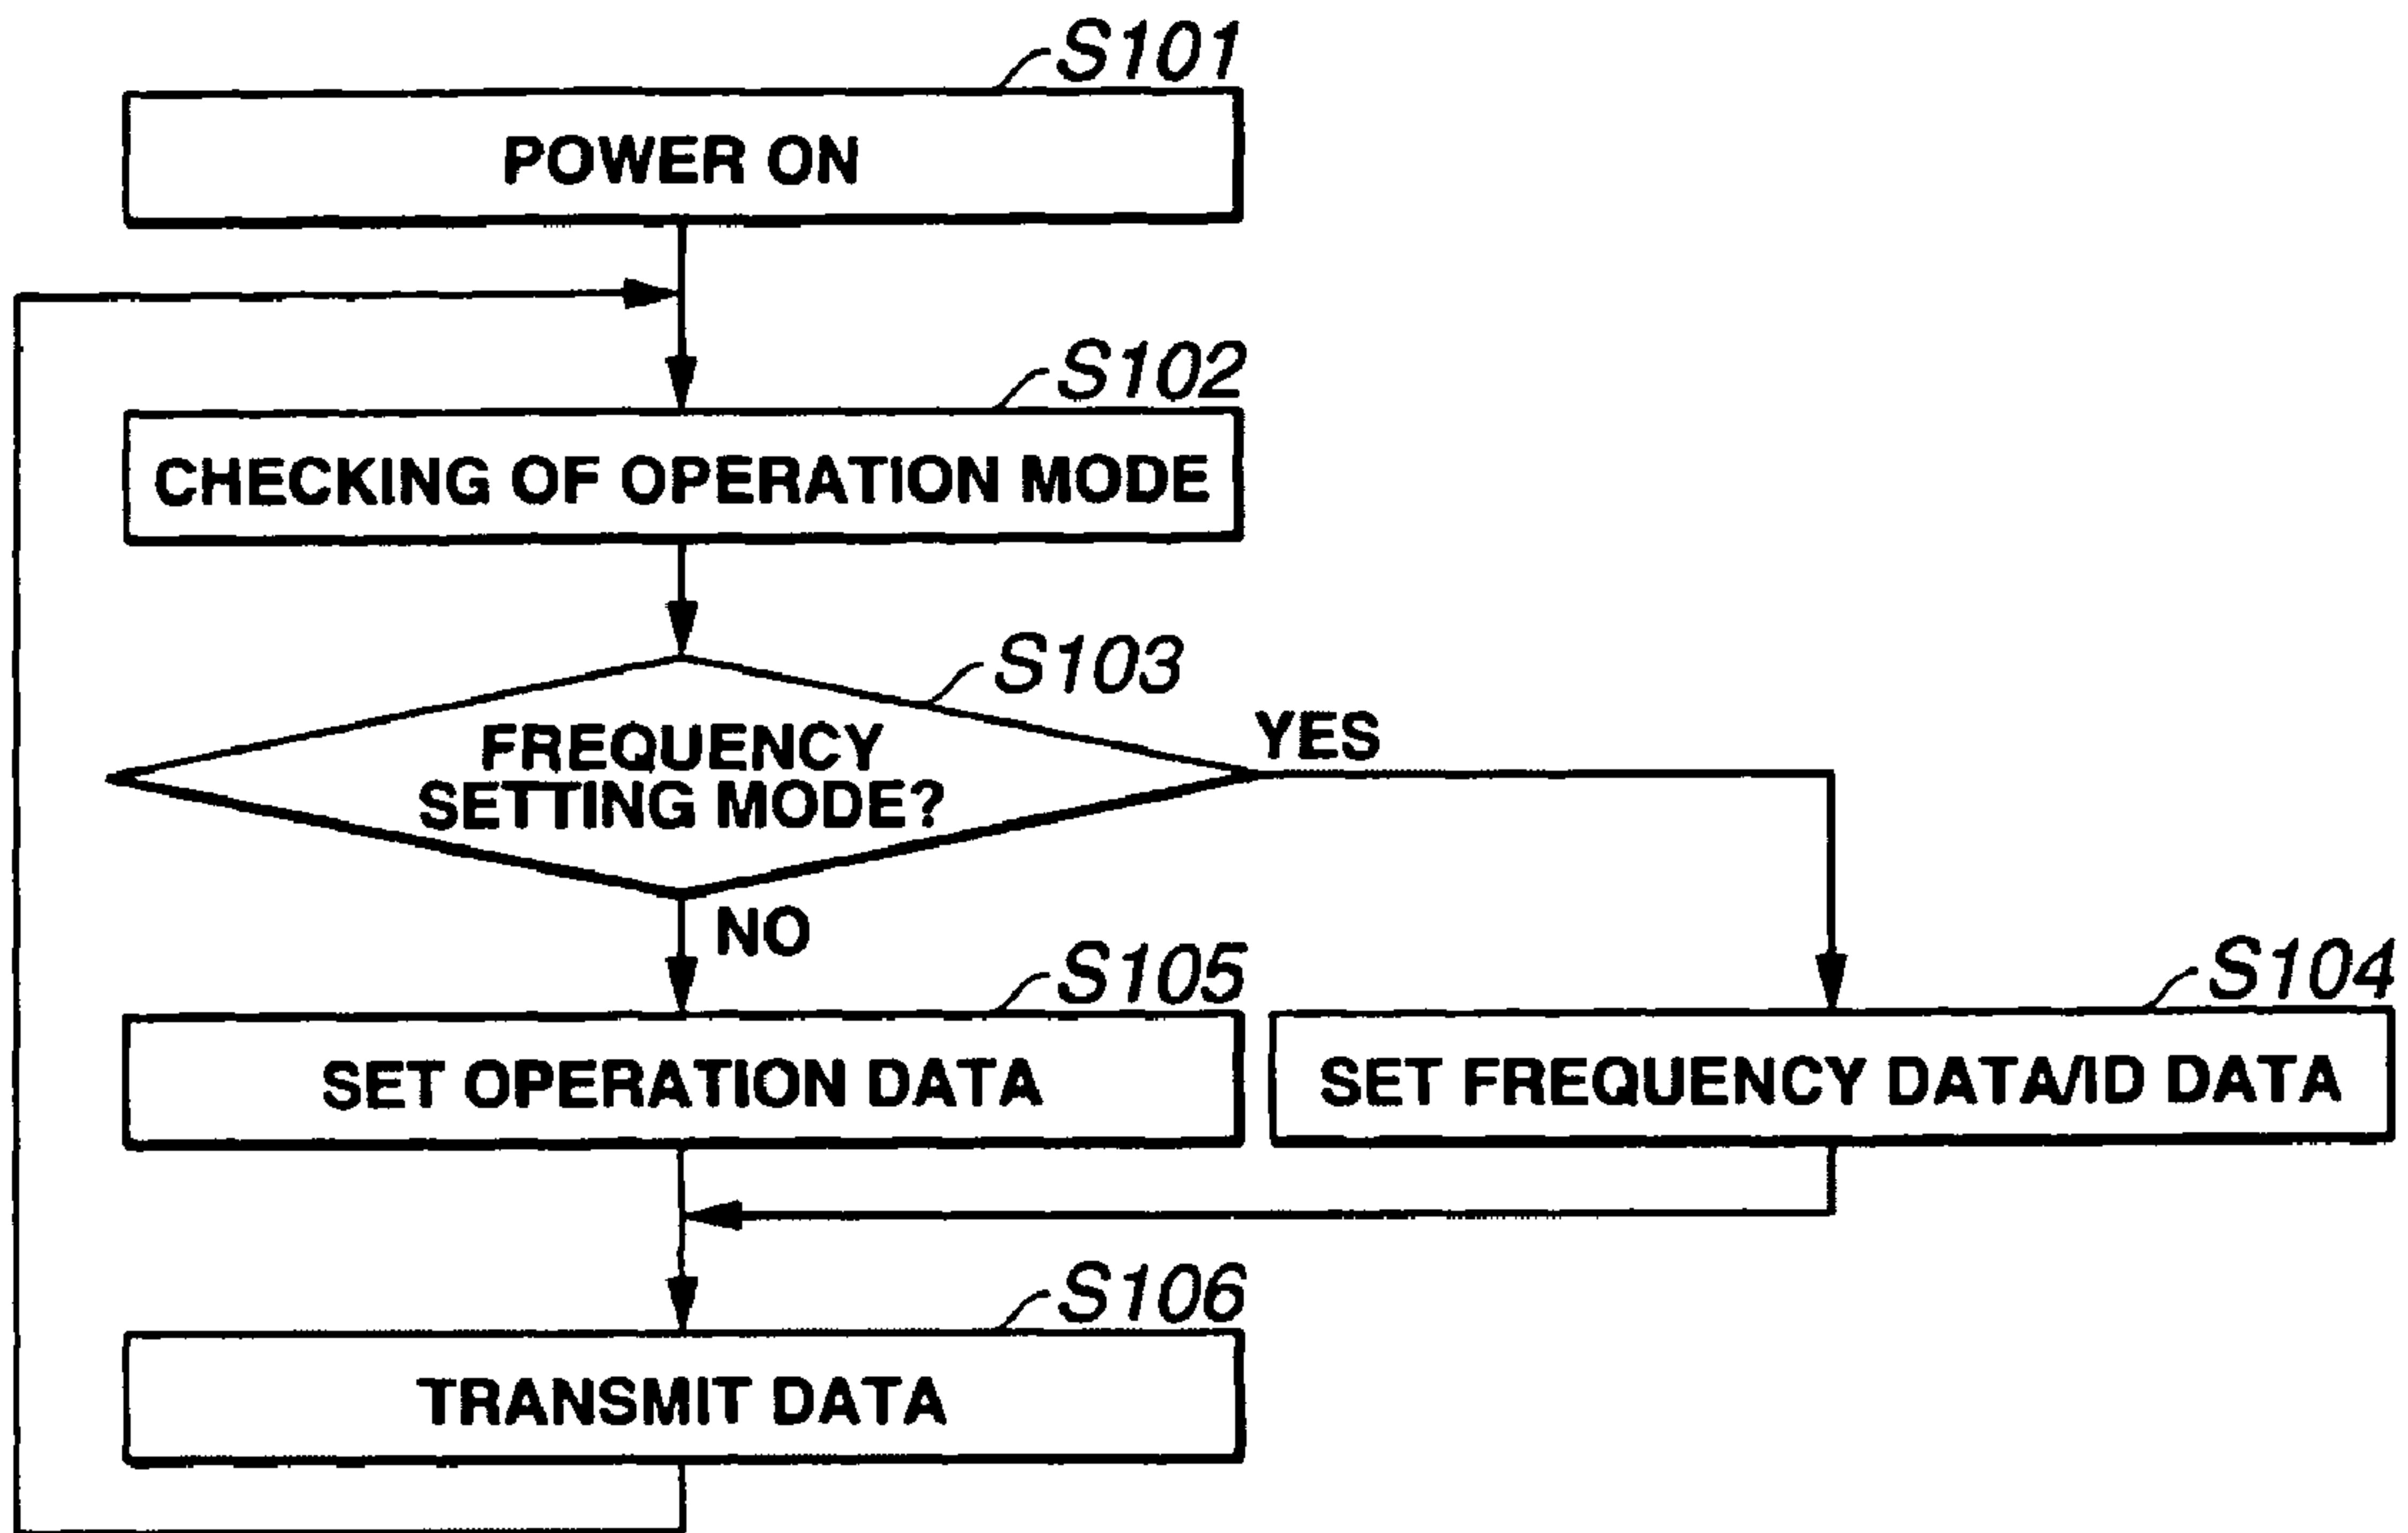 S101
POWER ON
S102
CHECKING OF OPERATION MODE
S103
FREQUENCY
SETTING MODE?
YES
NO
S105
SET OPERATION DATA
S104
SET FREQUENCY DATA/ID DATA
S106
TRANSMIT DATA